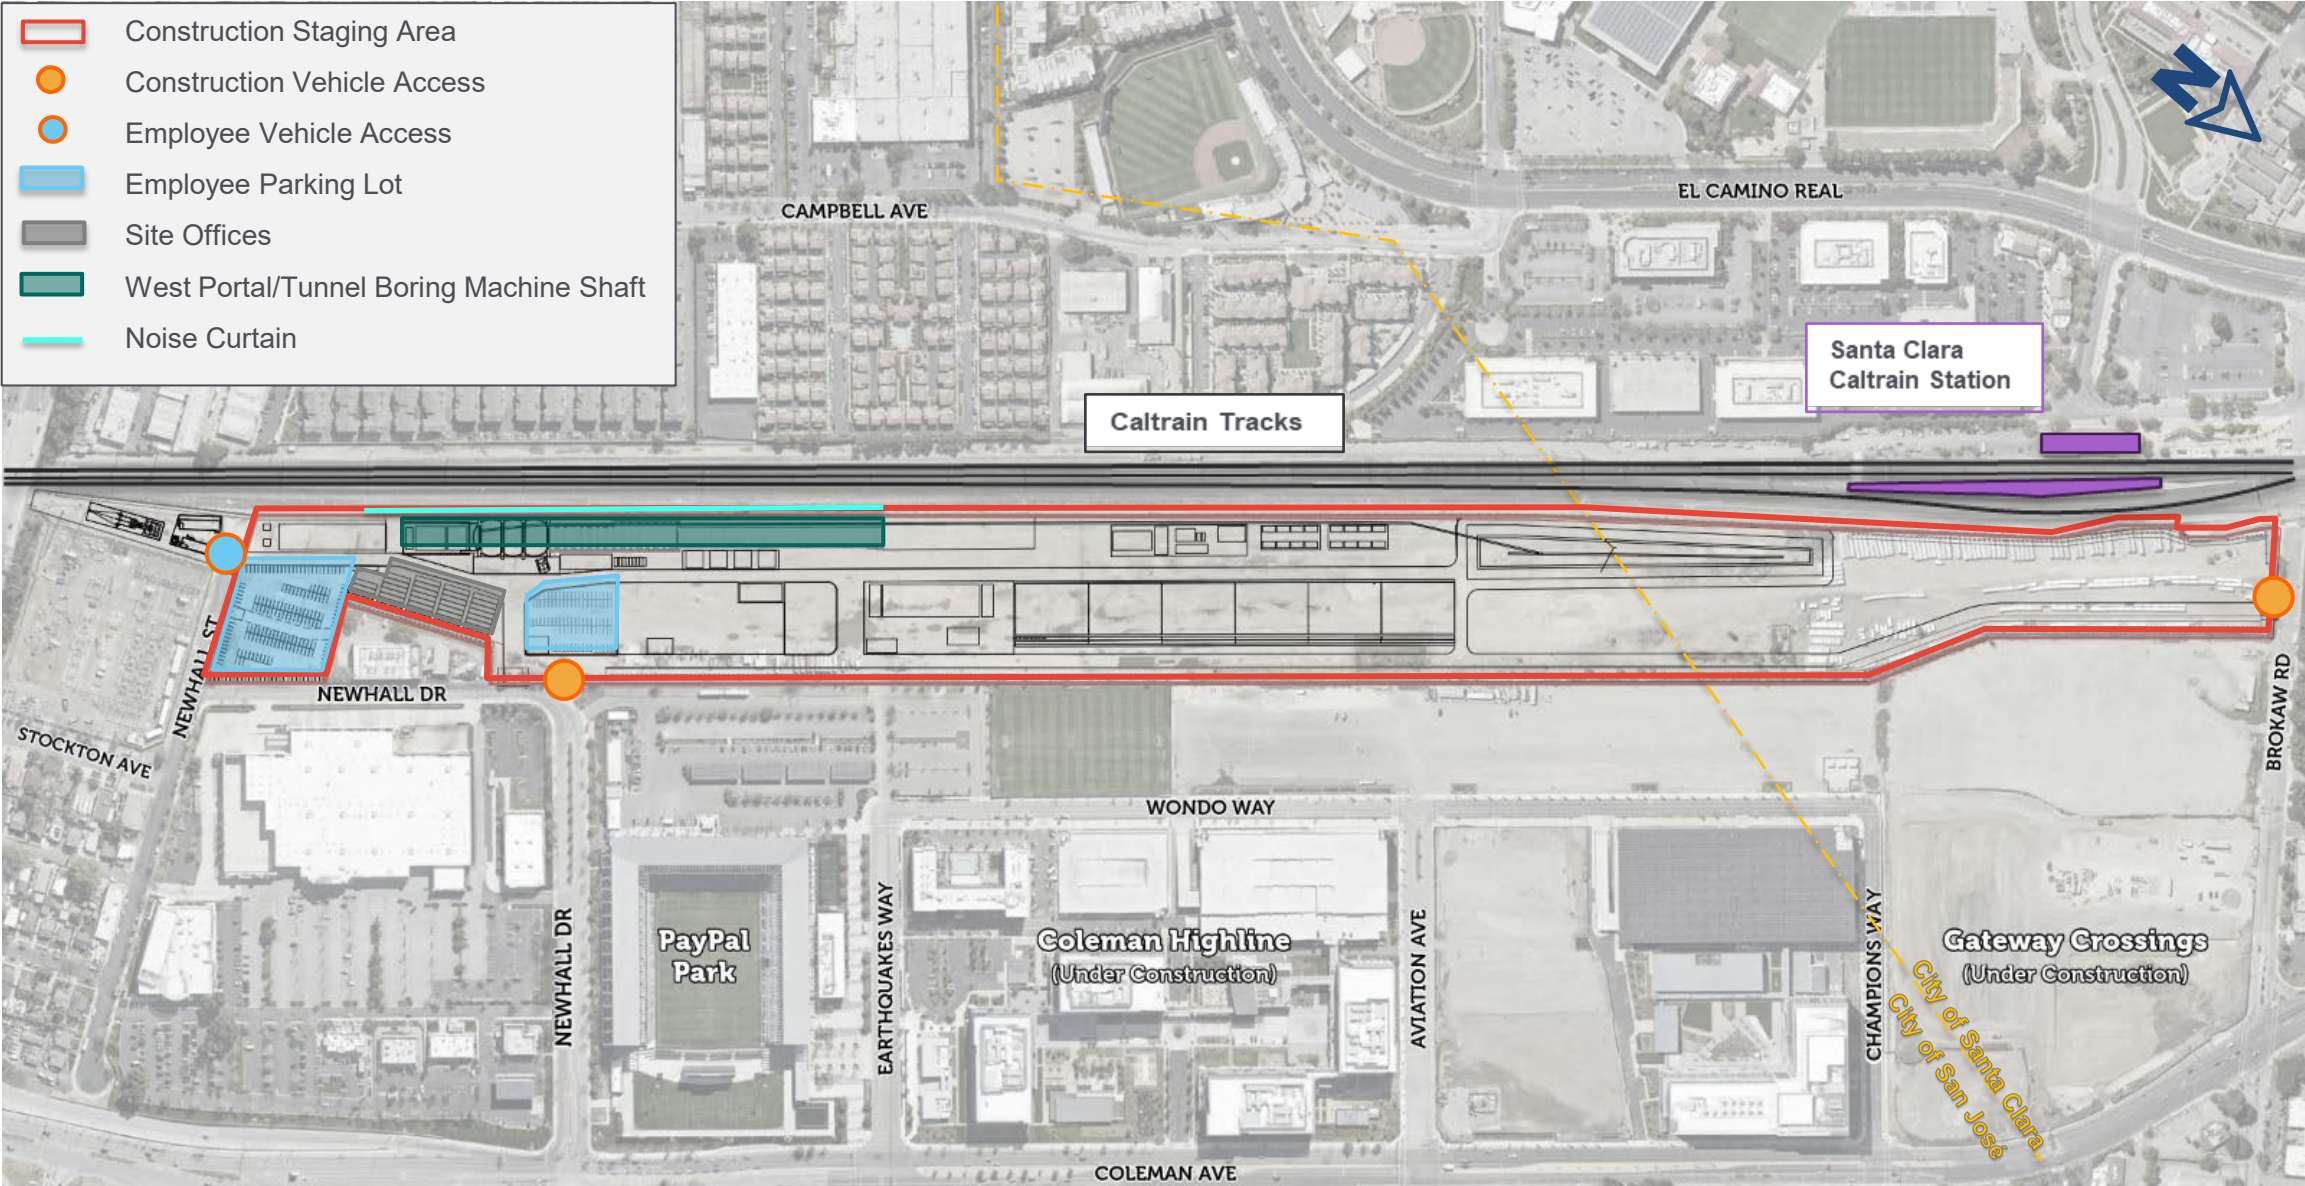 Construction Staging Area
Construction Vehicle Access
Employee Vehicle Access
Employee Parking Lot
Site Offices
West Portal/Tunnel Boring Machine Shaft
Noise Curtain
N
CAMPBELL AVE
EL CAMINO REAL
Santa Clara
Caltrain Station
Caltrain Tracks
NEWHALL ST
NEWHALL DR
STOCKTON AVE
BROKAW RD
WONDO WAY
NEWHALL DR
PayPal
Park
EARTHQUAKES WAY
Coleman Highline
(Under Construction)
AVIATION AVE
CHAMPIONS WAY
Gateway Crossings
(Under Construction)
City of Santa Clara
City of San José
COLEMAN AVE